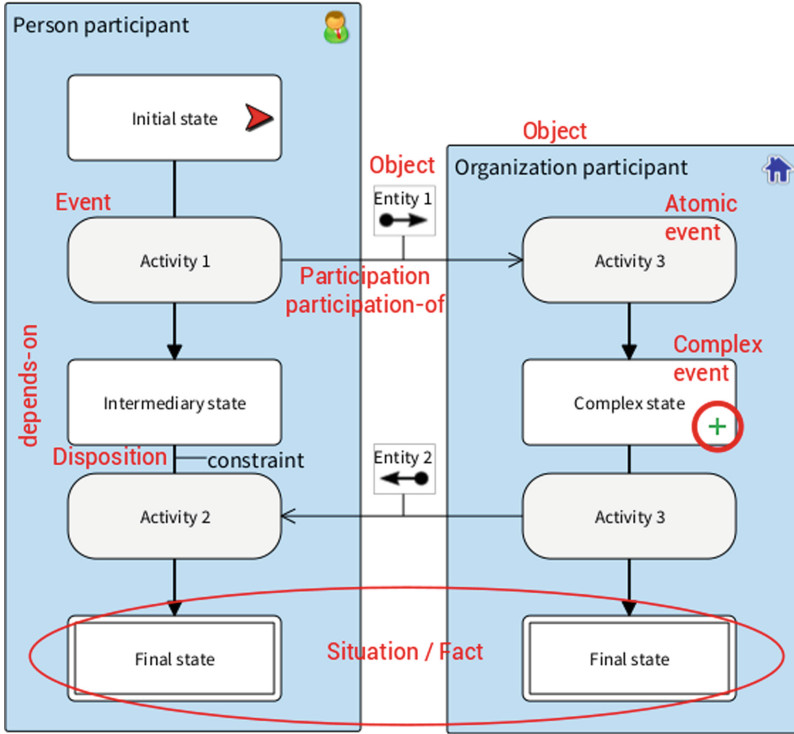 Person participant
Initial state
Object
Object
Entity 1
Organization participant
Event
Atomic
event
Activity 1
Activity 3
Participation
participation-of
depends-on
Complex
event
Intermediary state
Complex state
Disposition
constraint
Entity 2
Activity 2
Activity 3
Final state
Situation / Fact
Final state